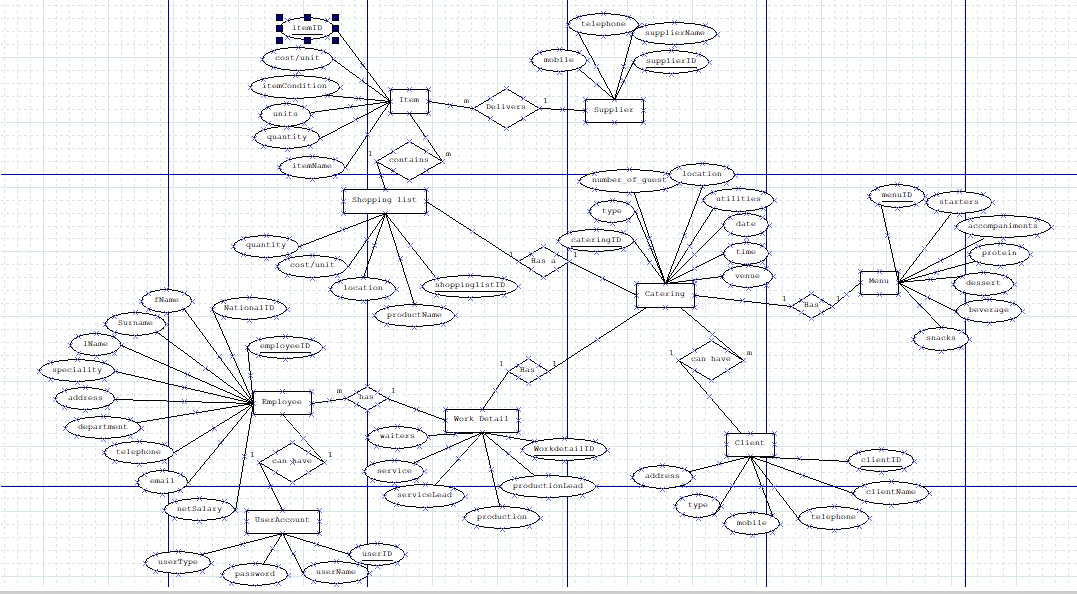 itemID
cost/unit
itemCondition
units
quantity
itemName
Item
m
Delivers
1
telephone
supplierName
mobile
supplierID
Supplier
1
contains
m
Shopping list
quantity
cost/unit
location
shoppinglistID
productName
1
Has a
1
number_of_guest
location
type
utilities
cateringID
date
time
venue
Catering
1
Has
1
menuID
starters
accompaniments
protein
dessert
beverage
snacks
Menu
fName
NationalID
Surname
lName
employeeID
speciality
address
department
telephone
email
netSalary
Employee
m
has
1
1
Has
1
Work Detail
waiters
service
serviceLead
production
productionLead
WorkdetailID
1
can have
1
UserAccount
userType
password
userName
userID
1
can have
m
Client
address
type
mobile
telephone
clientName
clientID